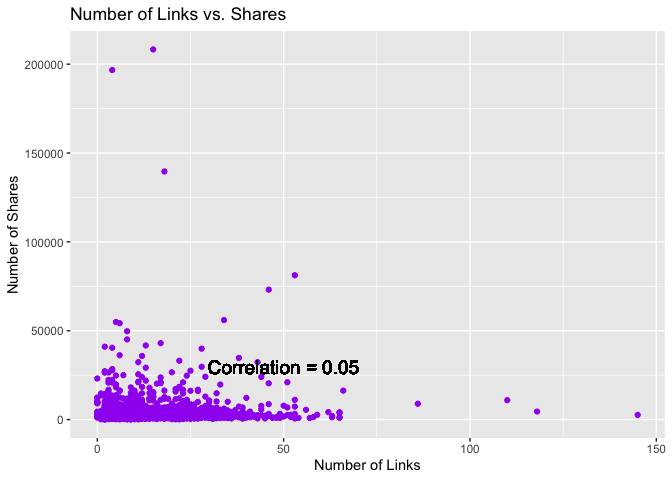 Number of Links vs. Shares
200000
150000
100000
50000
0
Number of Shares
Correlation = 0.05
0
50
100
150
Number of Links